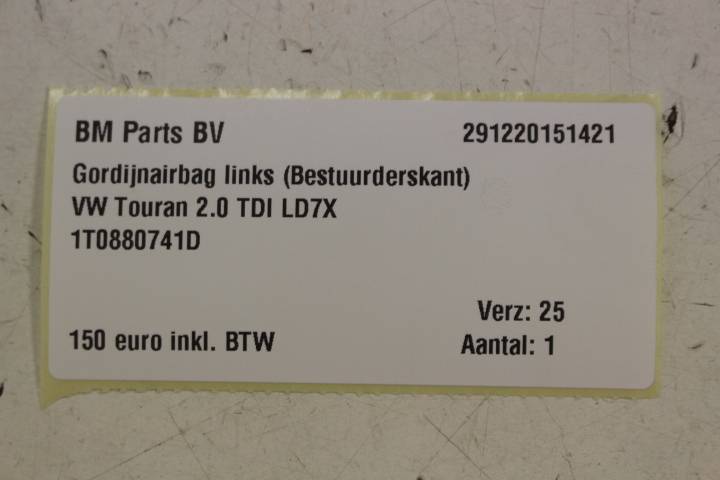 BM Parts BV 291220151421
Gordijnairbag links (Bestuurderskant)
VW Touran 2.0 TDI LD7X
1T0880741D
Verz: 25
150 euro inkl. BTW Aantal: 1